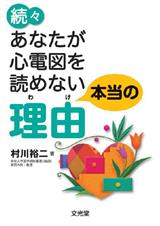 続々
あなたが
心電図を
読めない
本当の
わけ
理由
村川裕二 著
文光堂